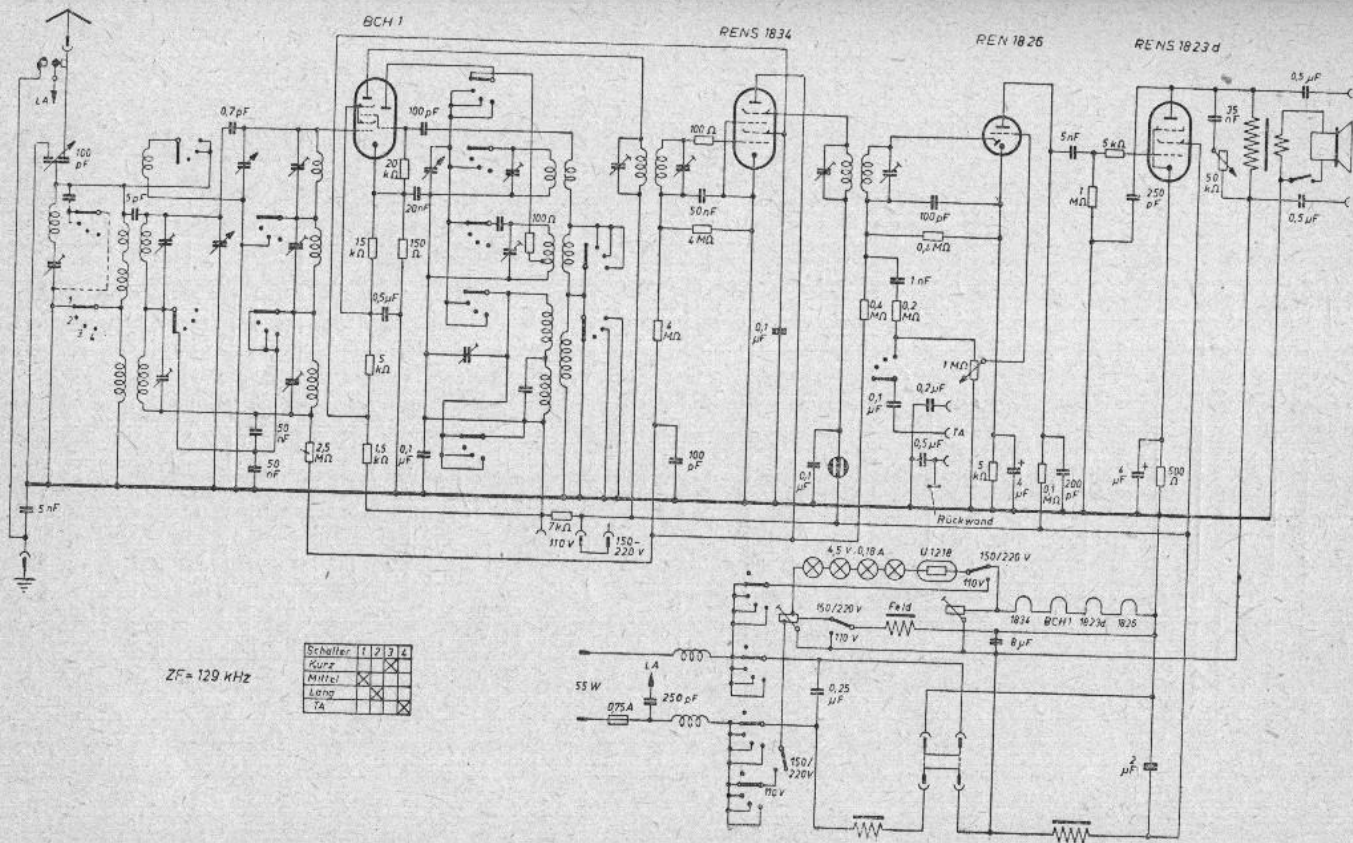 BCH 1
RENS 1834
REN 1826
RENS 1823 d
LA
100 pF
5 pF
1
2
3
4
5 nF
0,7 pF
50 nF
50 nF
2,5 MΩ
100 pF
20 kΩ
20 nF
15 kΩ
150 Ω
0,5 µF
5 kΩ
1,5 kΩ
0,1 µF
100 Ω
7 kΩ
110 V
150-220 V
100 Ω
50 nF
4 MΩ
4 MΩ
100 pF
0,1 µF
0,1 µF
100 pF
1 nF
0,4 MΩ
0,2 MΩ
1 MΩ
0,1 µF
0,2 µF
TA
0,5 µF
Rückwand
5 kΩ
4 µF
0,1 MΩ
200 pF
5 nF
5 kΩ
1 MΩ
250 pF
35 nF
50 kΩ
0,5 µF
0,5 µF
4 µF
500 Ω
4,5 V - 0,18 A
U 1218
150/220 V
110 V
150/220 V
110 V
Feld
1834
BCH1
1823d
1826
8 µF
55 W
0,75A
LA
250 pF
0,25 µF
150/220V
110V
2 µF
ZF = 129 kHz
Schalter 1 2 3 4
Kurz
Mittel
Lang
TA